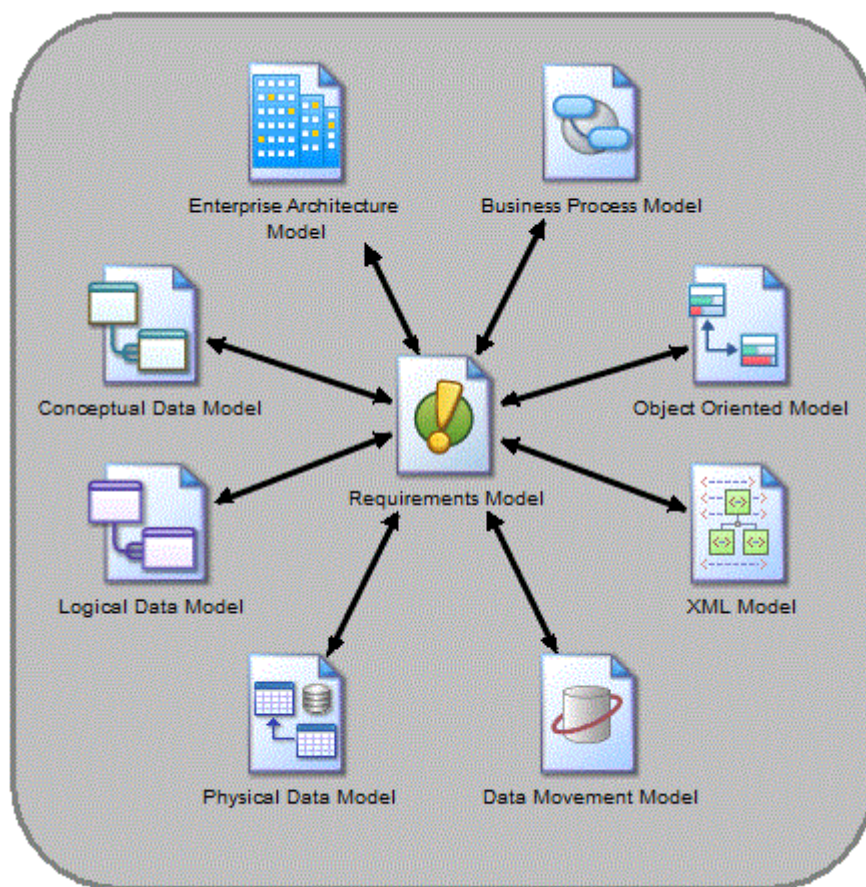 Enterprise Architecture
Model
Business Process Model
Conceptual Data Model
Object Oriented Model
Requirements Model
Logical Data Model
XML Model
Physical Data Model
Data Movement Model